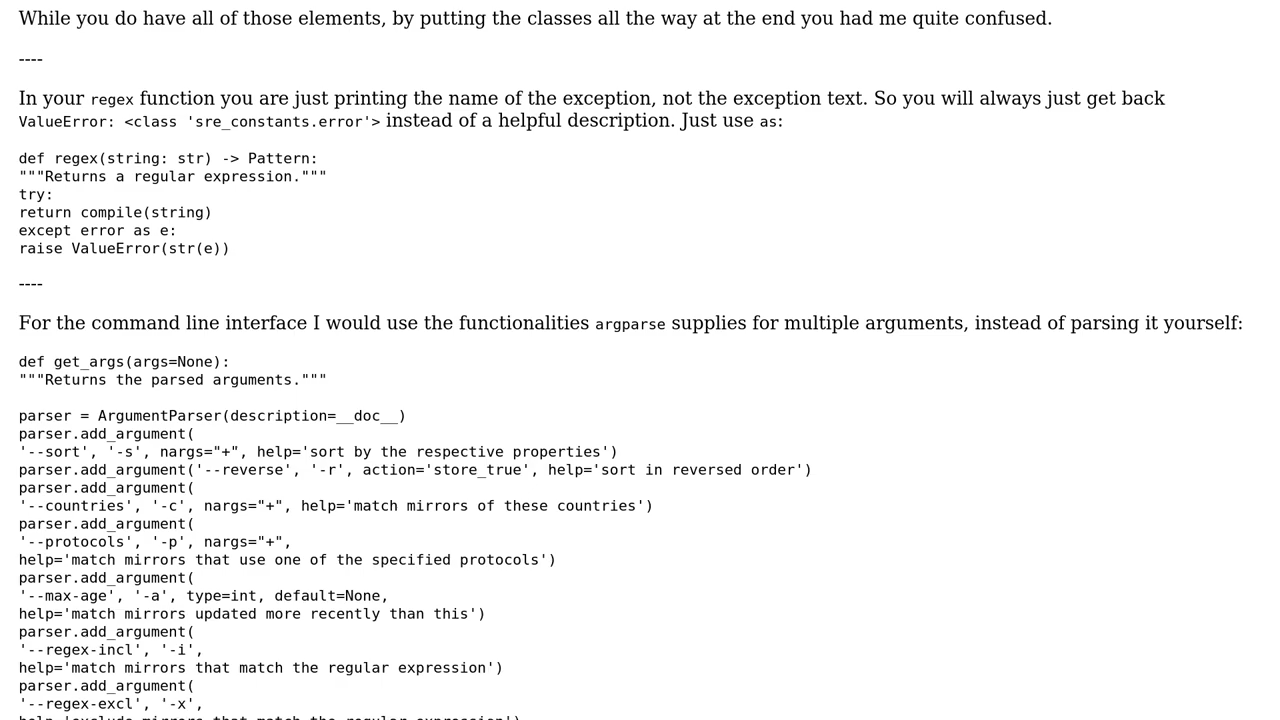 While you do have all of those elements, by putting the classes all the way at the end you had me quite confused.
----
In your regex function you are just printing the name of the exception, not the exception text. So you will always just get back
ValueError: <class 'sre_constants.error'> instead of a helpful description. Just use as:
def regex(string: str) -> Pattern:
"""Returns a regular expression."""
try:
return compile(string)
except error as e:
raise ValueError(str(e))
----
For the command line interface I would use the functionalities argparse supplies for multiple arguments, instead of parsing it yourself:
def get_args(args=None):
"""Returns the parsed arguments."""
parser = ArgumentParser(description=__doc__)
parser.add_argument(
'--sort', '-s', nargs="+", help='sort by the respective properties')
parser.add_argument('--reverse', '-r', action='store_true', help='sort in reversed order')
parser.add_argument(
'--countries', '-c', nargs="+", help='match mirrors of these countries')
parser.add_argument(
'--protocols', '-p', nargs="+",
help='match mirrors that use one of the specified protocols')
parser.add_argument(
'--max-age', '-a', type=int, default=None,
help='match mirrors updated more recently than this')
parser.add_argument(
'--regex-incl', '-i',
help='match mirrors that match the regular expression')
parser.add_argument(
'--regex-excl', '-x',
help='exclude mirrors that match the regular expression')